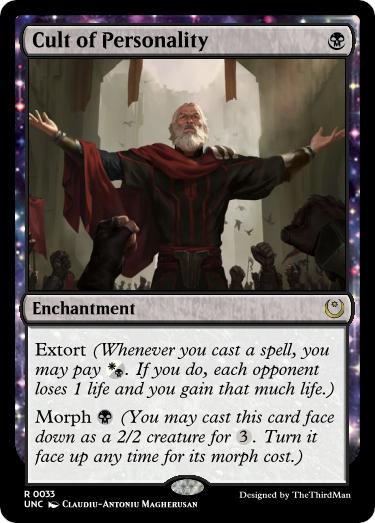 Cult of Personality
Enchantment
Extort (Whenever you cast a spell, you
may pay . If you do, each opponent
loses 1 life and you gain that much life.)
Morph (You may cast this card face
down as a 2/2 creature for 3. Turn it
face up any time for its morph cost.)
R 0033
UNC Claudiu-Antoniu Magherusan
Designed by TheThirdMan